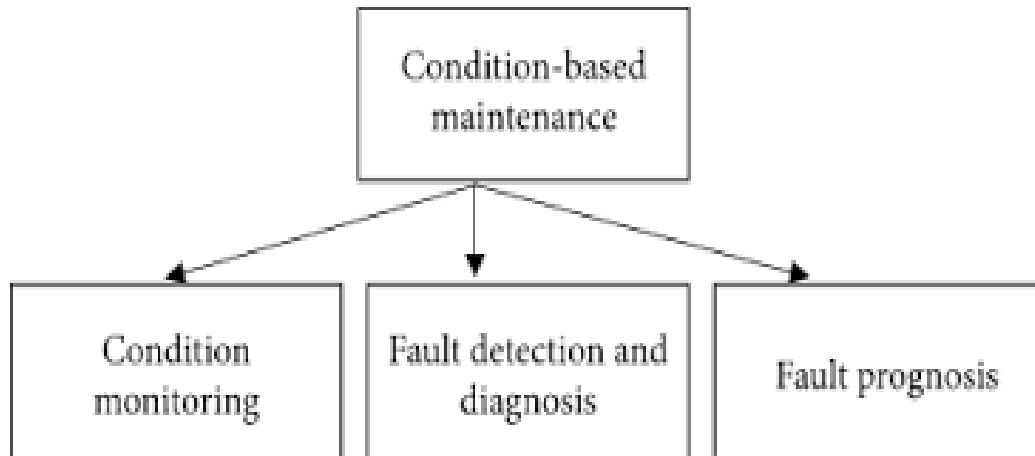 Condition-based
maintenance
Condition
monitoring
Fault detection and
diagnosis
Fault prognosis